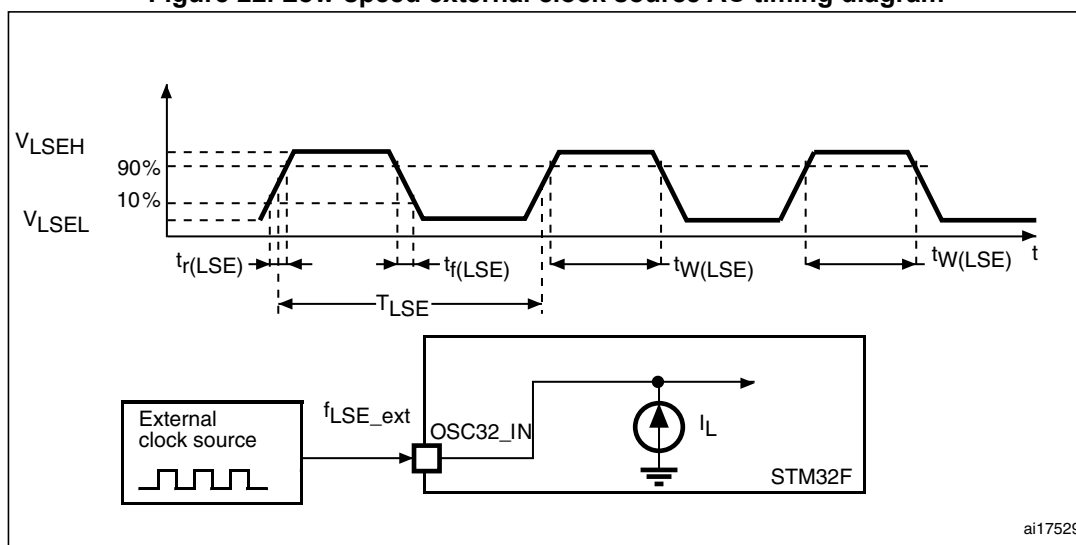 Figure 22. Low-speed external clock source AC timing diagram
VLSEH
90%
10%
VLSEL
tr(LSE)
tf(LSE)
tW(LSE)
tW(LSE)
t
TLSE
External
clock source
fLSE_ext
OSC32_IN
IL
STM32F
ai17529